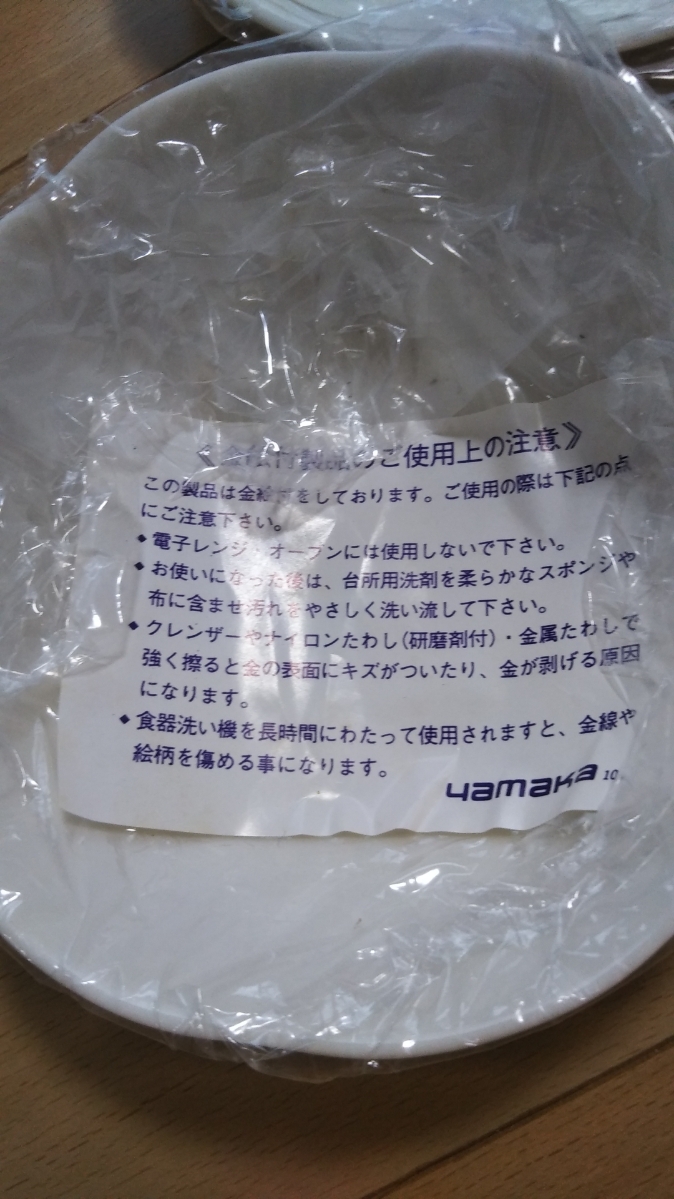 《金絵付製品のご使用上の注意》
この製品は金絵付をしております。ご使用の際は下記の点
にご注意下さい。
◆電子レンジ・オーブンには使用しないで下さい。
◆お使いになった後は、台所用洗剤を柔らかなスポンジや
布に含ませ汚れをやさしく洗い流して下さい。
◆クレンザーやナイロンたわし(研磨剤付)・金属たわしで
強く擦ると金の表面にキズがついたり、金が剥げる原因
になります。
◆食器洗い機を長時間にわたって使用されますと、金線や
絵柄を傷める事になります。
yamaka